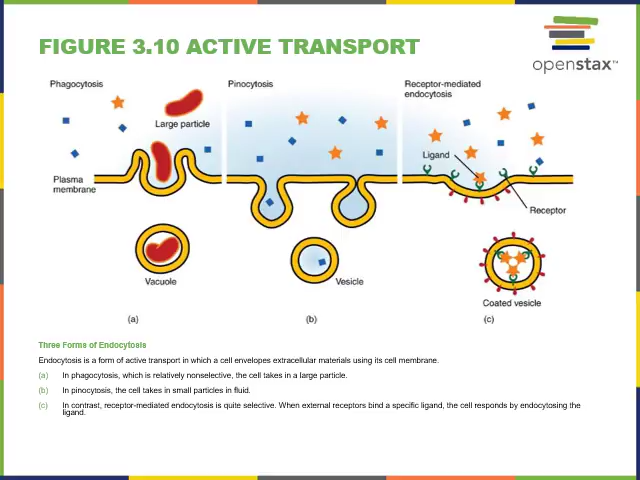 FIGURE 3.10 ACTIVE TRANSPORT
openstax™
Phagocytosis
Pinocytosis
Receptor-mediated
endocytosis
Large particle
Ligand
Plasma
membrane
Receptor
Vacuole
Vesicle
Coated vesicle
(a)
(b)
(c)
Three Forms of Endocytosis
Endocytosis is a form of active transport in which a cell envelopes extracellular materials using its cell membrane.
(a) In phagocytosis, which is relatively nonselective, the cell takes in a large particle.
(b) In pinocytosis, the cell takes in small particles in fluid.
(c) In contrast, receptor-mediated endocytosis is quite selective. When external receptors bind a specific ligand, the cell responds by endocytosing the
ligand.